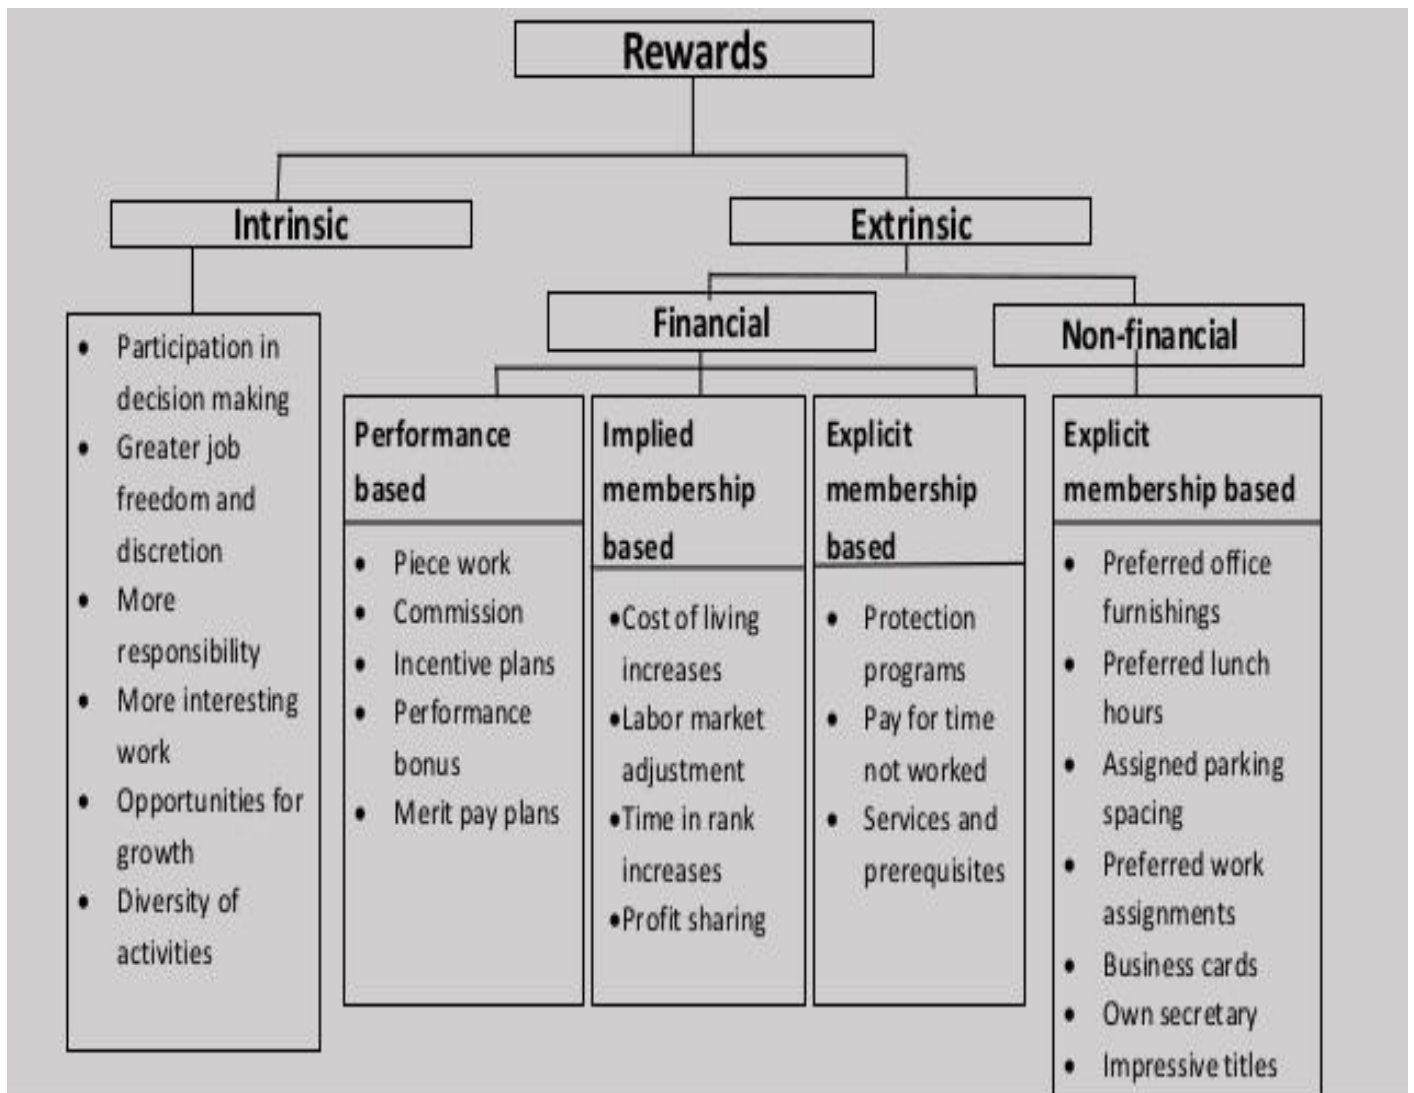 Rewards
Intrinsic
Extrinsic
Financial
Non-financial
• Participation in
decision making
• Greater job
freedom and
discretion
• More
responsibility
• More interesting
work
• Opportunities for
growth
• Diversity of
activities
Performance
based
• Piece work
• Commission
• Incentive plans
• Performance
bonus
• Merit pay plans
Implied
membership
based
•Cost of living
increases
•Labor market
adjustment
•Time in rank
increases
•Profit sharing
Explicit
membership
based
• Protection
programs
• Pay for time
not worked
• Services and
prerequisites
Explicit
membership based
• Preferred office
furnishings
• Preferred lunch
hours
• Assigned parking
spacing
• Preferred work
assignments
• Business cards
• Own secretary
• Impressive titles